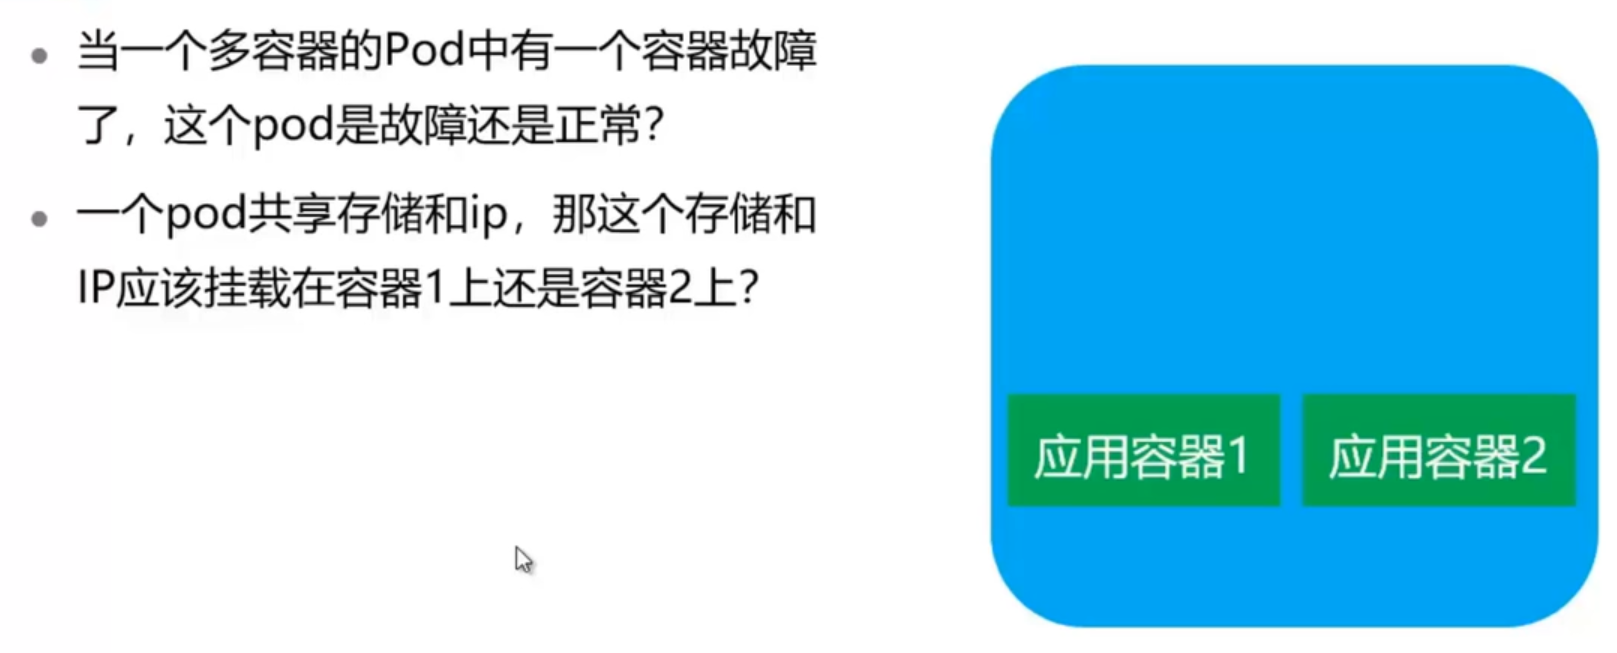 当一个多容器的Pod中有一个容器故障
了，这个pod是故障还是正常？
一个pod共享存储和ip，那这个存储和
IP应该挂载在容器1上还是容器2上？
应用容器1
应用容器2